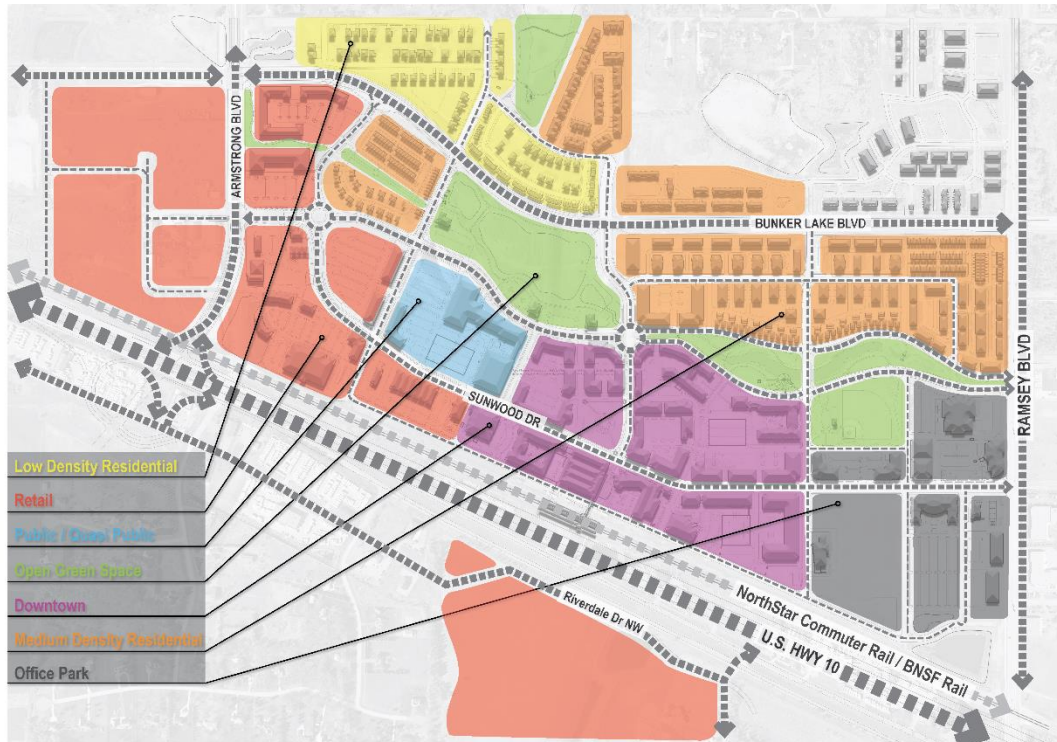 ARMSTRONG BLVD
BUNKER LAKE BLVD
RAMSEY BLVD
SUNWOOD DR
Low Density Residential
Retail
Public / Quasi Public
Open Green Space
Downtown
Medium Density Residential
Office Park
NorthStar Commuter Rail / BNSF Rail
U.S. HWY 10
Riverdale Dr NW